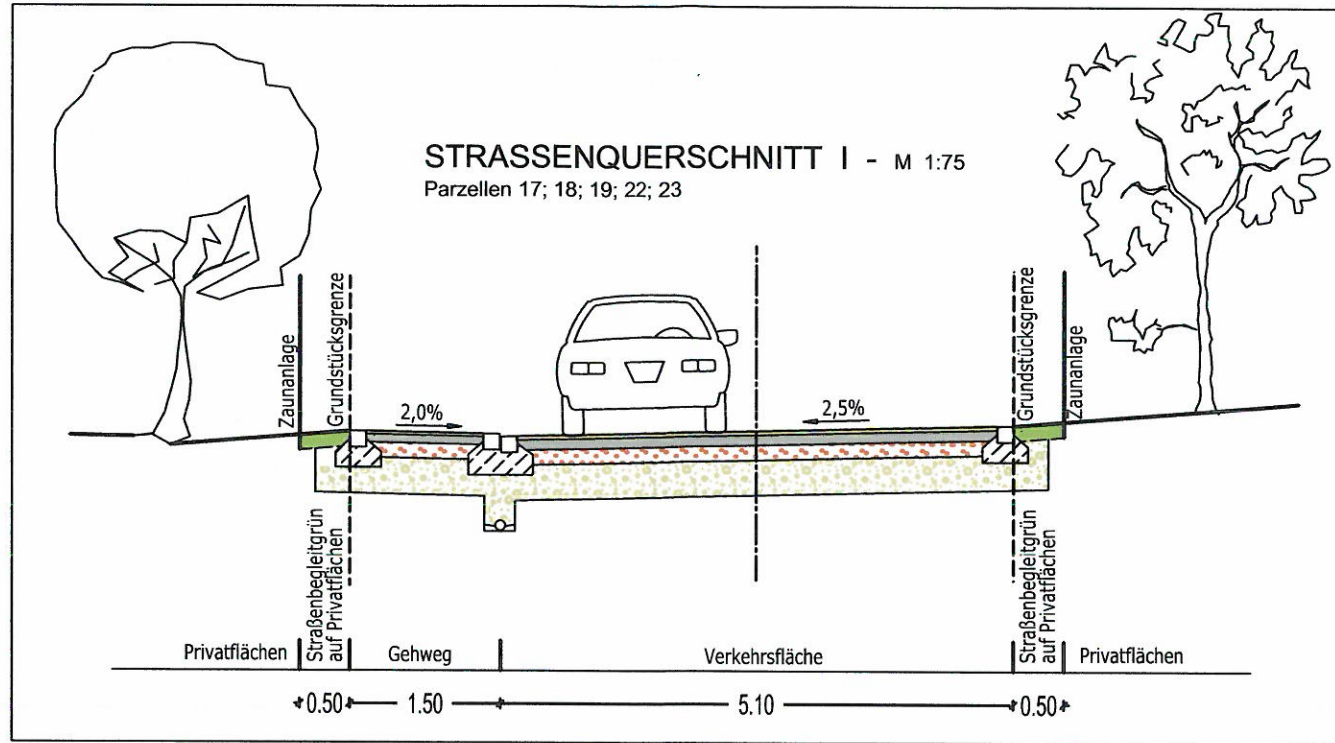 STRASSENQUERSCHNITT I - M 1:75
Parzellen 17; 18; 19; 22; 23
Zaunanlage
Grundstücksgrenze
2,0%
2,5%
Grundstücksgrenze
Zaunanlage
Privatflächen
Straßenbegleitgrün
auf Privatflächen
Gehweg
Verkehrsfläche
Straßenbegleitgrün
auf Privatflächen
Privatflächen
0.50 1.50 5.10 0.50